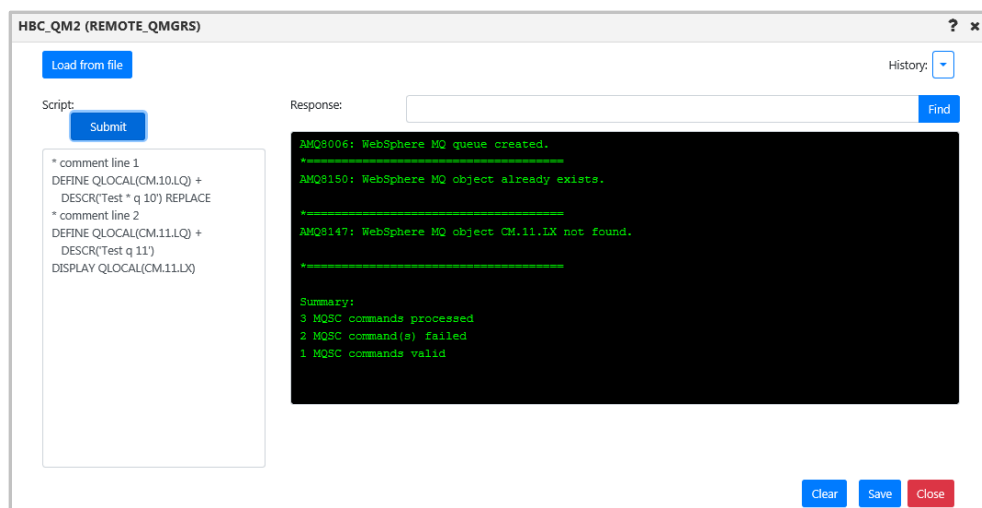 HBC_QM2 (REMOTE_QMGRS)
? ×
Load from file
History:
Script:
Submit
Response:
Find
* comment line 1
DEFINE QLOCAL(CM.10.LQ) +
DESCR('Test * q 10') REPLACE
* comment line 2
DEFINE QLOCAL(CM.11.LQ) +
DESCR('Test q 11')
DISPLAY QLOCAL(CM.11.LX)
AMQ8006: WebSphere MQ queue created.
*=====================================
AMQ8150: WebSphere MQ object already exists.
*=====================================
AMQ8147: WebSphere MQ object CM.11.LX not found.
*=====================================
Summary:
3 MQSC commands processed
2 MQSC command(s) failed
1 MQSC commands valid
Clear
Save
Close